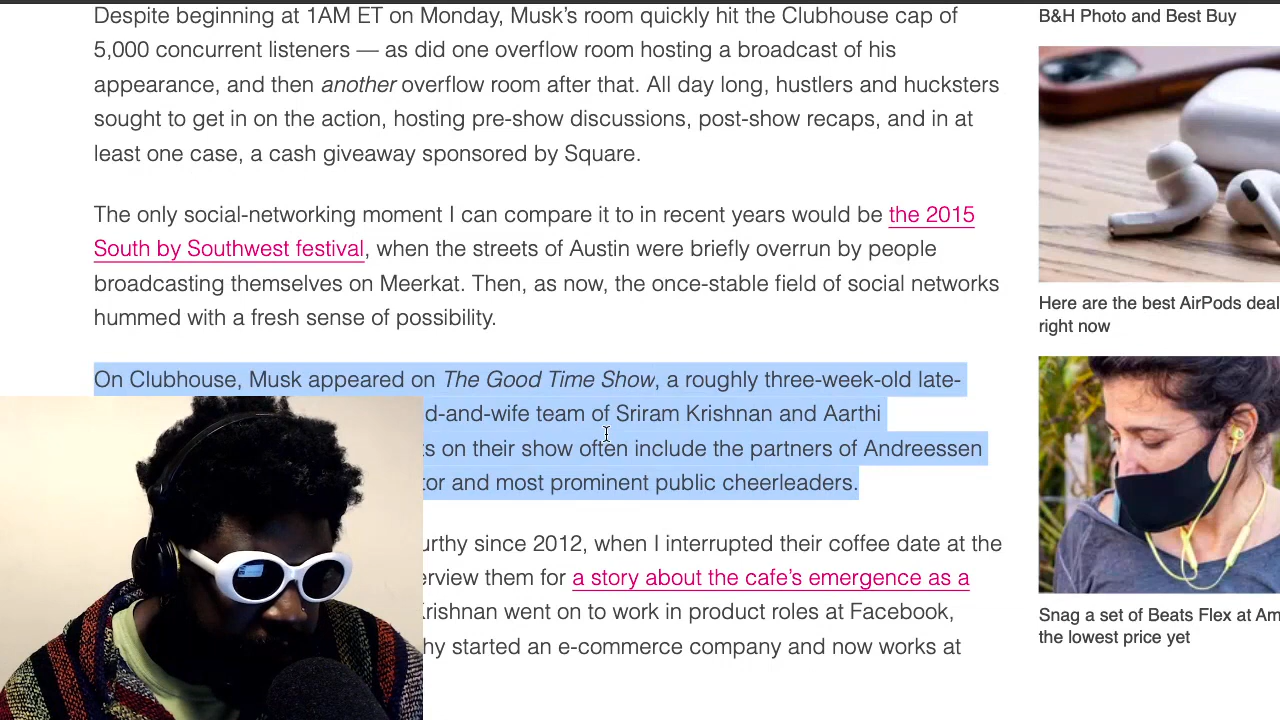 Despite beginning at 1AM ET on Monday, Musk's room quickly hit the Clubhouse cap of
5,000 concurrent listeners — as did one overflow room hosting a broadcast of his
appearance, and then another overflow room after that. All day long, hustlers and hucksters
sought to get in on the action, hosting pre-show discussions, post-show recaps, and in at
least one case, a cash giveaway sponsored by Square.
The only social-networking moment I can compare it to in recent years would be the 2015
South by Southwest festival, when the streets of Austin were briefly overrun by people
broadcasting themselves on Meerkat. Then, as now, the once-stable field of social networks
hummed with a fresh sense of possibility.
On Clubhouse, Musk appeared on The Good Time Show, a roughly three-week-old late-
d-and-wife team of Sriram Krishnan and Aarthi
s on their show often include the partners of Andreessen
tor and most prominent public cheerleaders.
urthy since 2012, when I interrupted their coffee date at the
erview them for a story about the cafe's emergence as a
Krishnan went on to work in product roles at Facebook,
hy started an e-commerce company and now works at
B&H Photo and Best Buy
Here are the best AirPods deal
right now
Snag a set of Beats Flex at Am
the lowest price yet